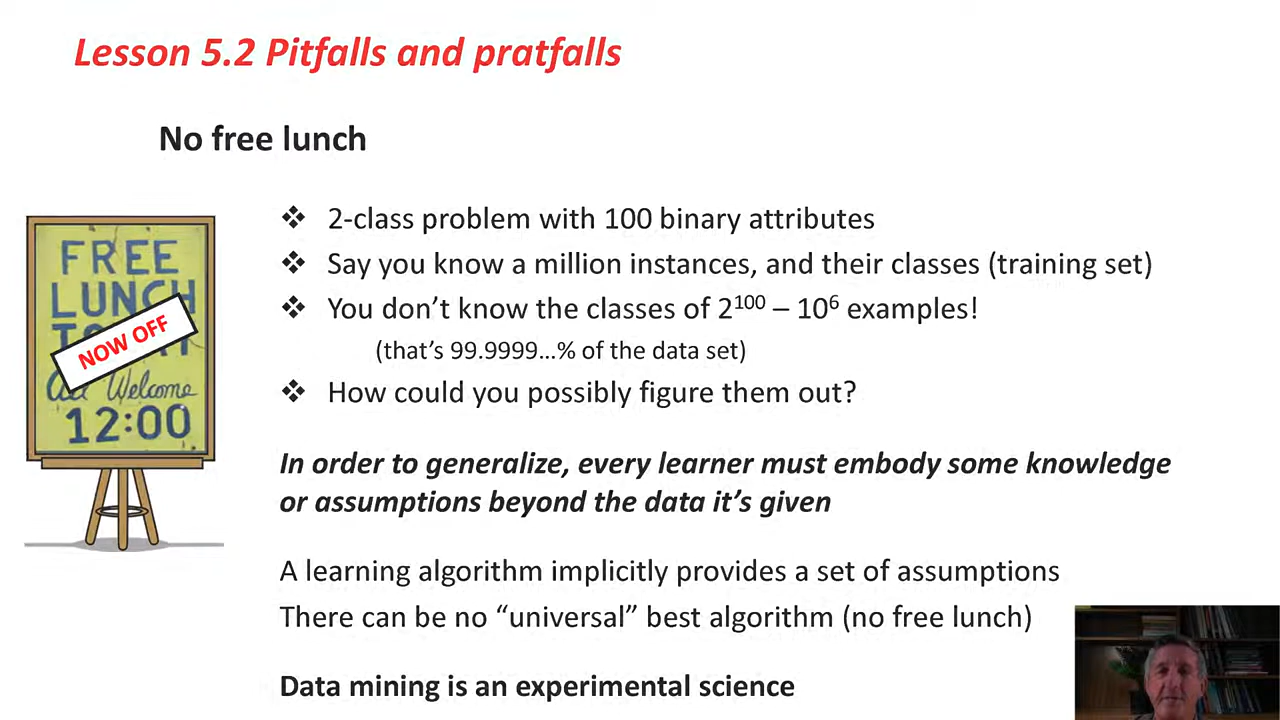 Lesson 5.2 Pitfalls and pratfalls
No free lunch
FREE
LUNCH
NOW OFF
Welcome
12:00
❖ 2-class problem with 100 binary attributes
❖ Say you know a million instances, and their classes (training set)
❖ You don’t know the classes of 2¹⁰⁰ – 10⁶ examples!
(that’s 99.9999…% of the data set)
❖ How could you possibly figure them out?
In order to generalize, every learner must embody some knowledge
or assumptions beyond the data it’s given
A learning algorithm implicitly provides a set of assumptions
There can be no “universal” best algorithm (no free lunch)
Data mining is an experimental science